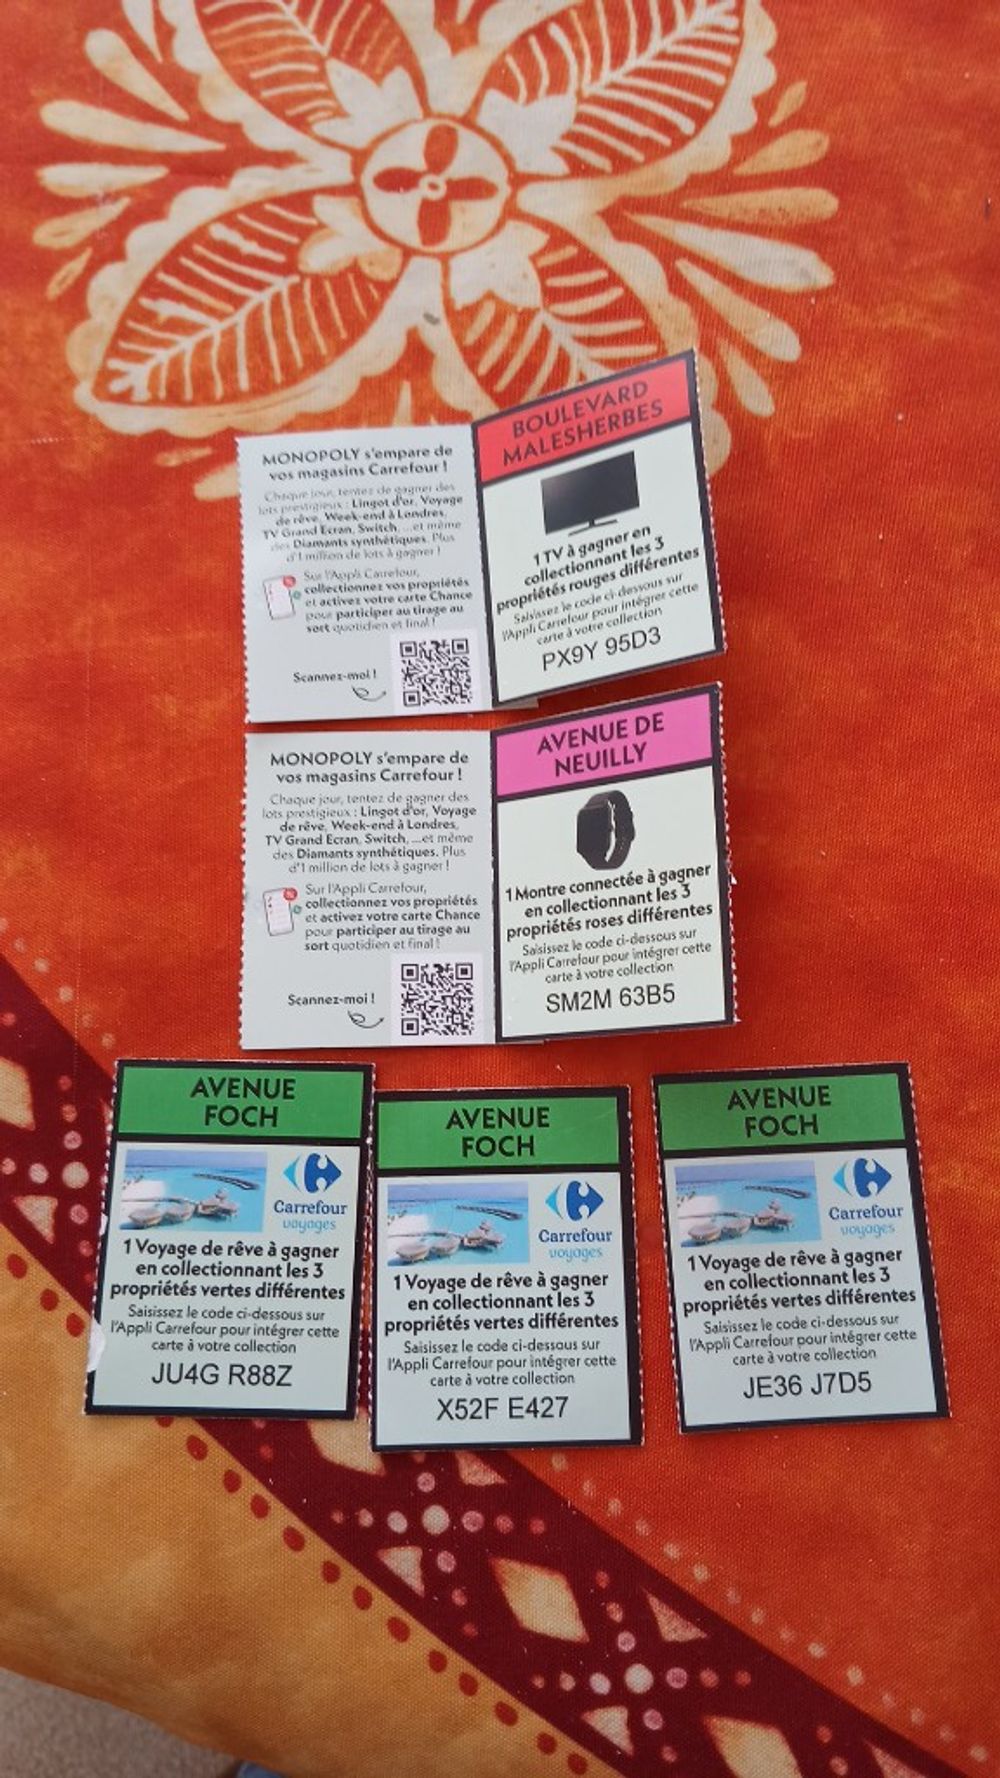 MONOPOLY s'empare de
vos magasins Carrefour !
Chaque jour, tentez de gagner des
lots prestigieux : Lingot d'or, Voyage
de rêve, Week-end à Londres,
TV Grand Ecran, Switch, ...et même
des Diamants synthétiques. Plus
d'1 million de lots à gagner !
Sur l'Appli Carrefour,
collectionnez vos propriétés
et activez votre carte Chance
pour participer au tirage au
sort quotidien et final !
Scannez-moi !
BOULEVARD
MALESHERBES
1 TV à gagner en
collectionnant les 3
propriétés rouges différentes
Saisissez le code ci-dessous sur
l'Appli Carrefour pour intégrer cette
carte à votre collection
PX9Y 95D3
MONOPOLY s'empare de
vos magasins Carrefour !
Chaque jour, tentez de gagner des
lots prestigieux : Lingot d'or, Voyage
de rêve, Week-end à Londres,
TV Grand Ecran, Switch, ...et même
des Diamants synthétiques. Plus
d'1 million de lots à gagner !
Sur l'Appli Carrefour,
collectionnez vos propriétés
et activez votre carte Chance
pour participer au tirage au
sort quotidien et final !
Scannez-moi !
AVENUE DE
NEUILLY
1 Montre connectée à gagner
en collectionnant les 3
propriétés roses différentes
Saisissez le code ci-dessous sur
l'Appli Carrefour pour intégrer cette
carte à votre collection
SM2M 63B5
AVENUE
FOCH
Carrefour
voyages
1 Voyage de rêve à gagner
en collectionnant les 3
propriétés vertes différentes
Saisissez le code ci-dessous sur
l'Appli Carrefour pour intégrer cette
carte à votre collection
JU4G R88Z
AVENUE
FOCH
Carrefour
voyages
1 Voyage de rêve à gagner
en collectionnant les 3
propriétés vertes différentes
Saisissez le code ci-dessous sur
l'Appli Carrefour pour intégrer cette
carte à votre collection
X52F E427
AVENUE
FOCH
Carrefour
voyages
1 Voyage de rêve à gagner
en collectionnant les 3
propriétés vertes différentes
Saisissez le code ci-dessous sur
l'Appli Carrefour pour intégrer cette
carte à votre collection
JE36 J7D5